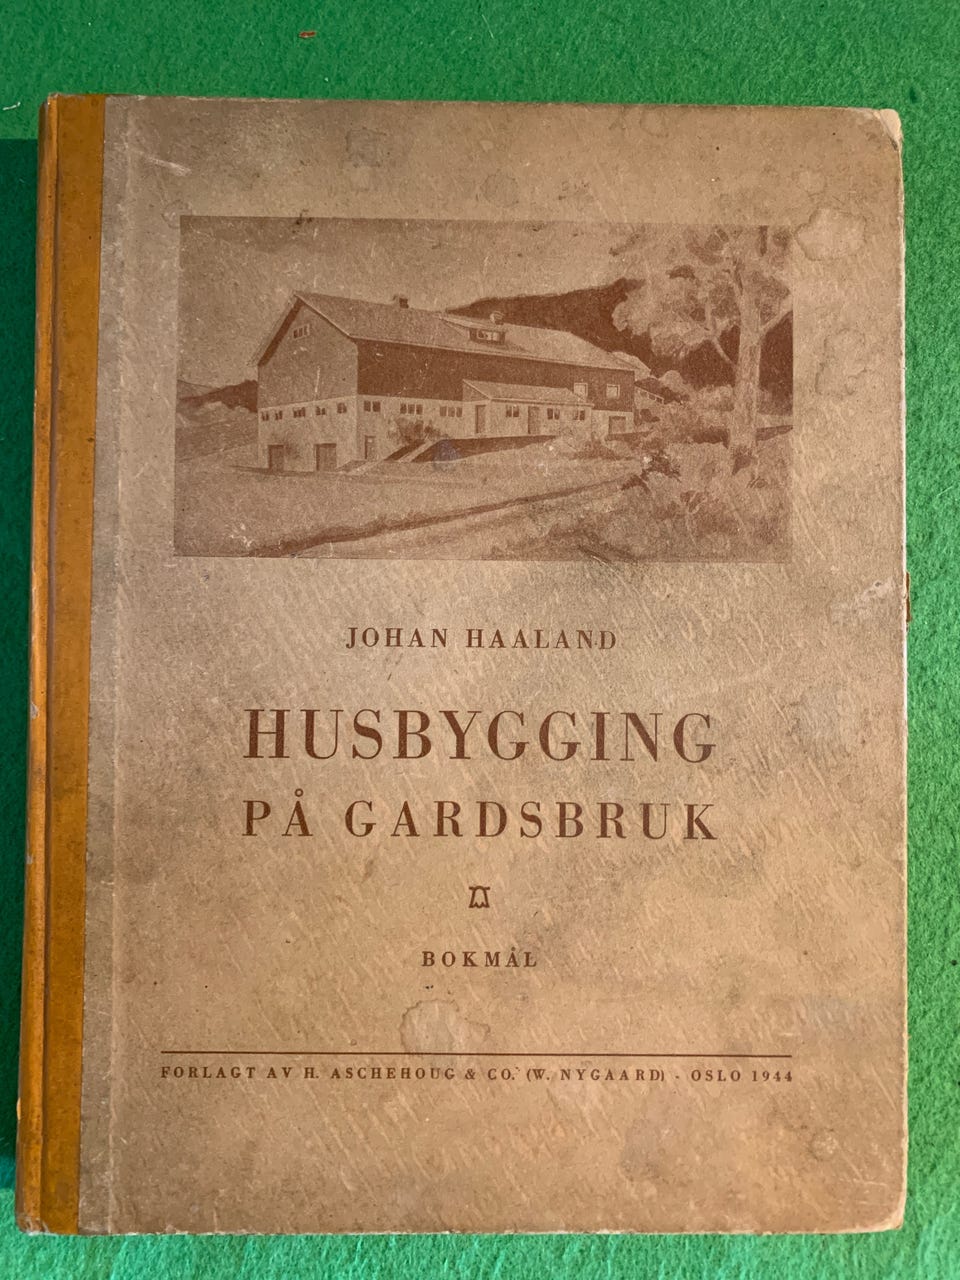 JOHAN HAALAND
HUSBYGGING
PÅ GARDSBRUK
BOKMÅL
FORLAGT AV H. ASCHEHOUG & CO. (W. NYGAARD) - OSLO 1944